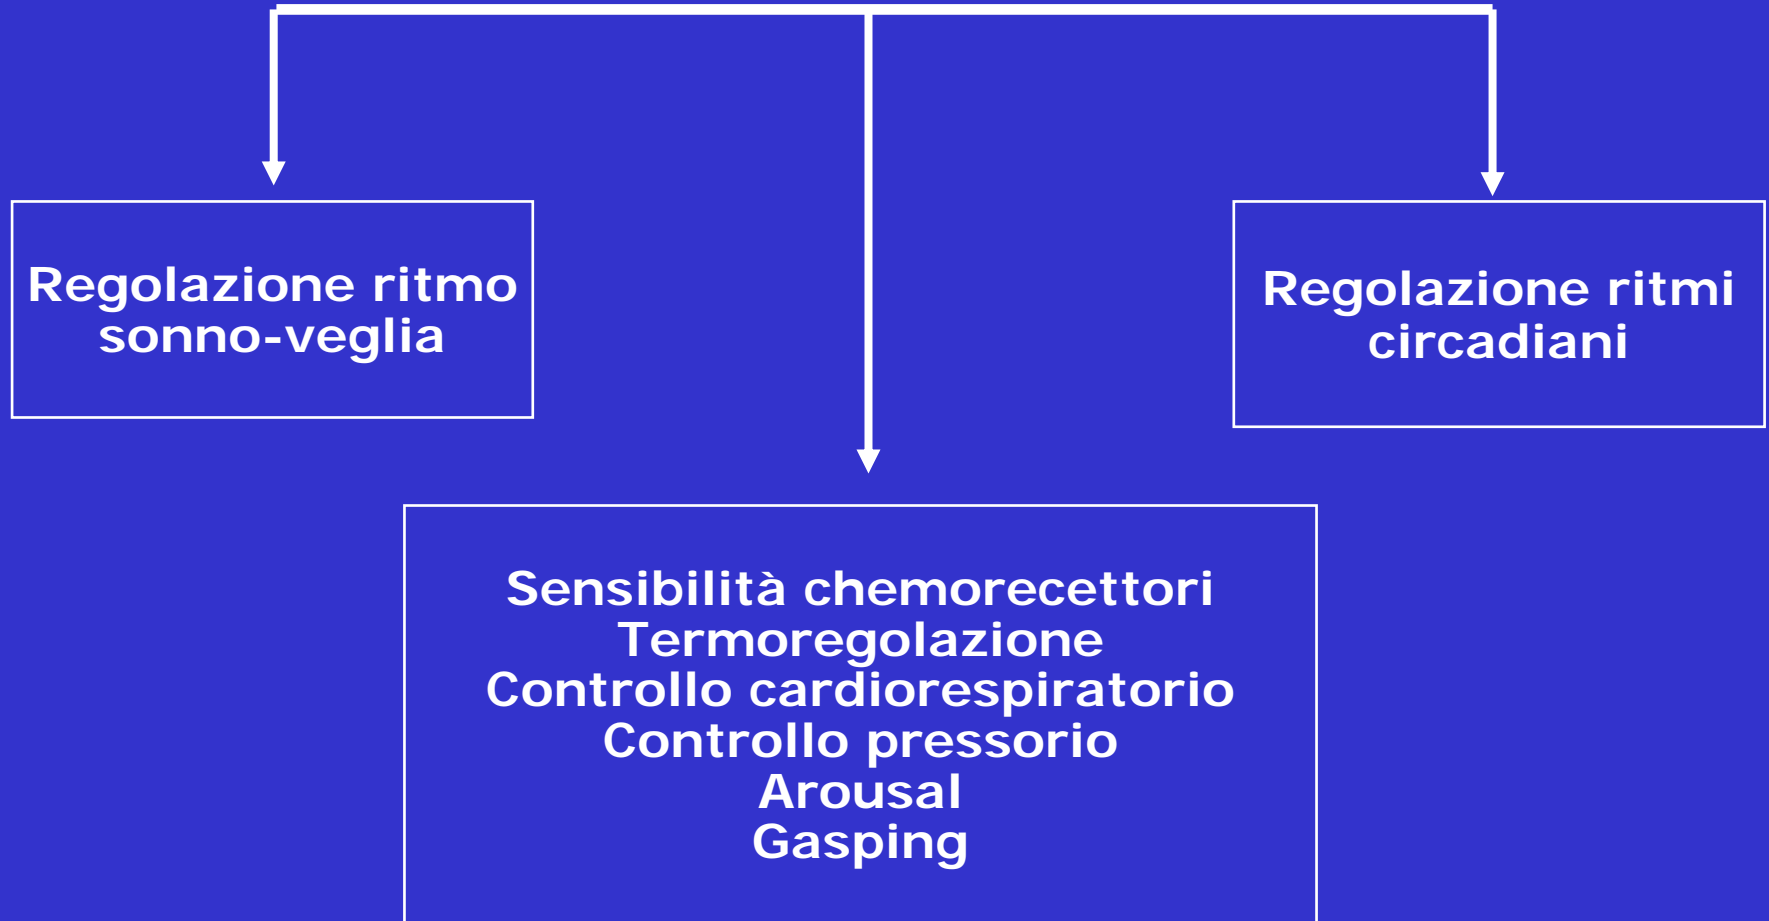 Regolazione ritmo
sonno-veglia
Regolazione ritmi
circadiani
Sensibilità chemorecettori
Termoregolazione
Controllo cardiorespiratorio
Controllo pressorio
Arousal
Gasping